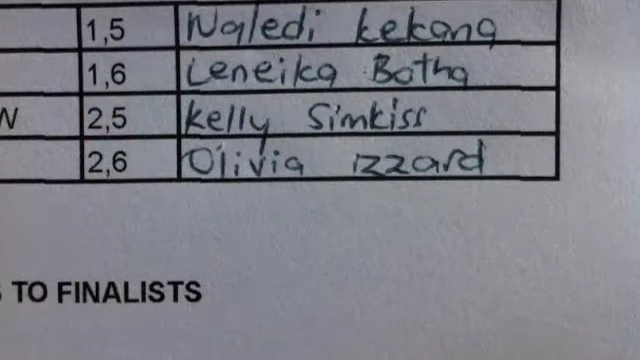 1,5 Naledi kekana
1,6 Leneika Botha
N 2,5 Kelly Simkiss
2,6 Olivia Izzard
TO FINALISTS